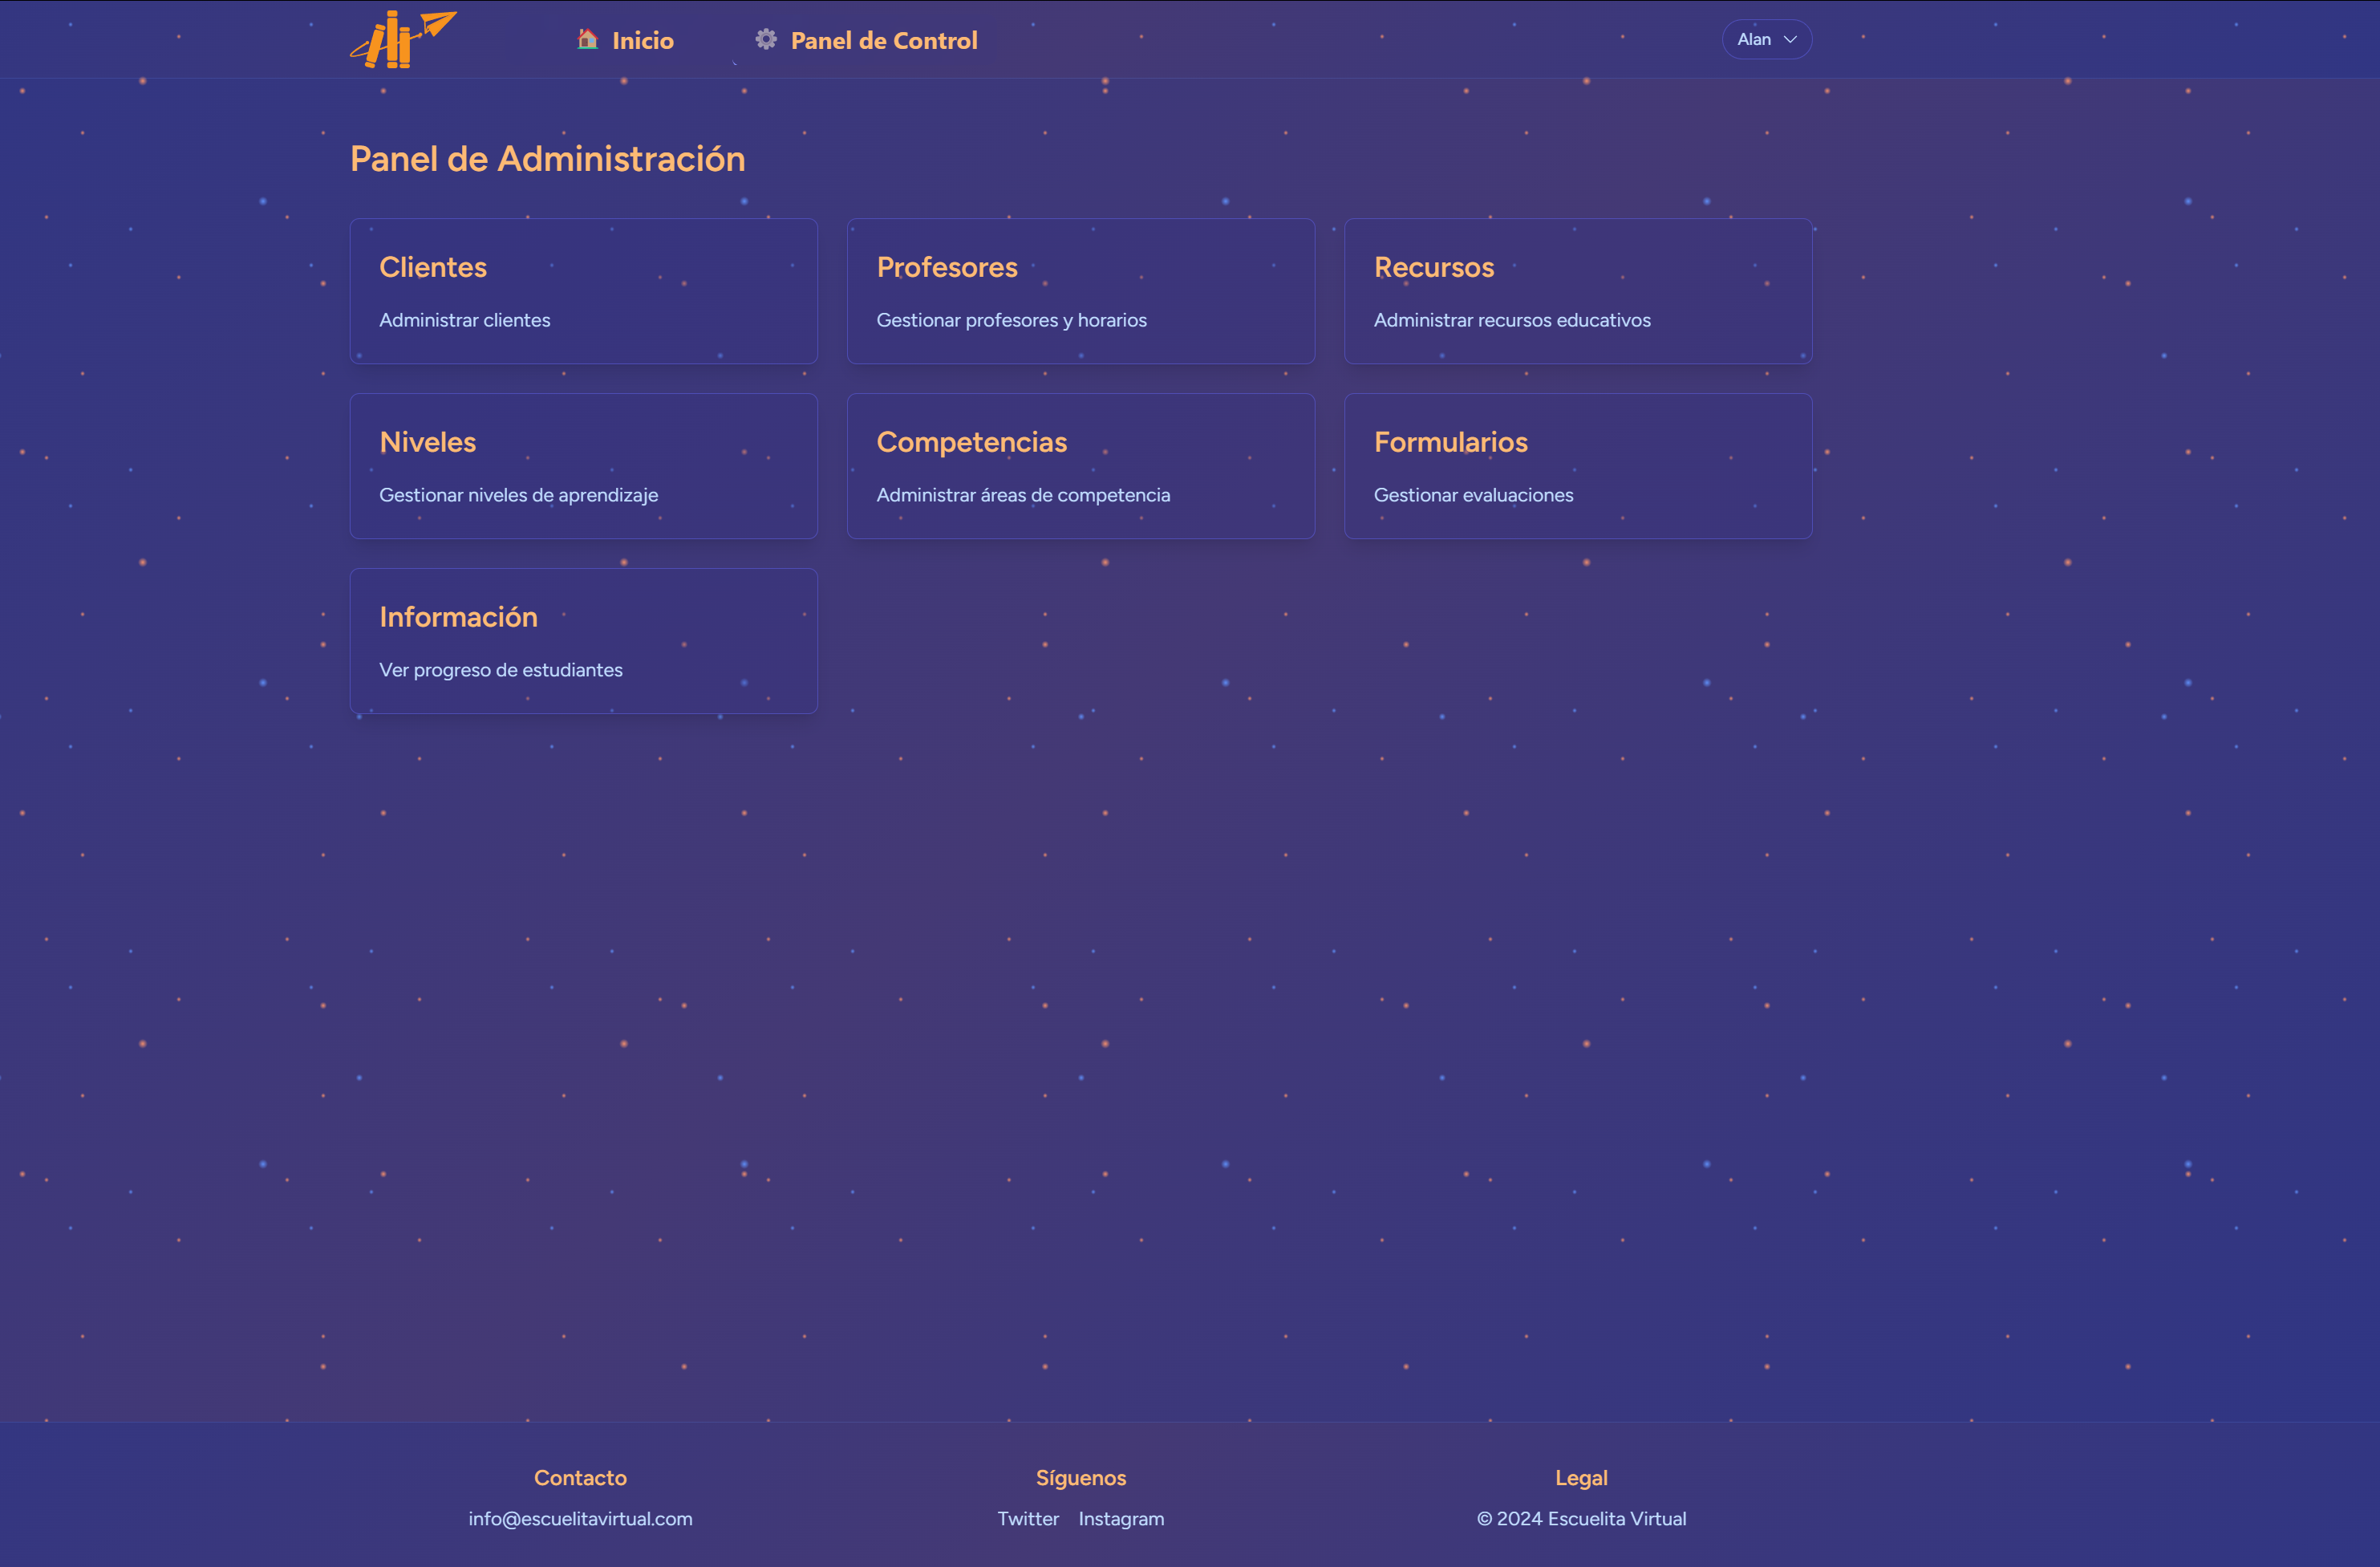 Inicio
Panel de Control
Alan
Panel de Administración
Clientes
Administrar clientes
Profesores
Gestionar profesores y horarios
Recursos
Administrar recursos educativos
Niveles
Gestionar niveles de aprendizaje
Competencias
Administrar áreas de competencia
Formularios
Gestionar evaluaciones
Información
Ver progreso de estudiantes
Contacto
info@escuelitavirtual.com
Síguenos
Twitter Instagram
Legal
© 2024 Escuelita Virtual